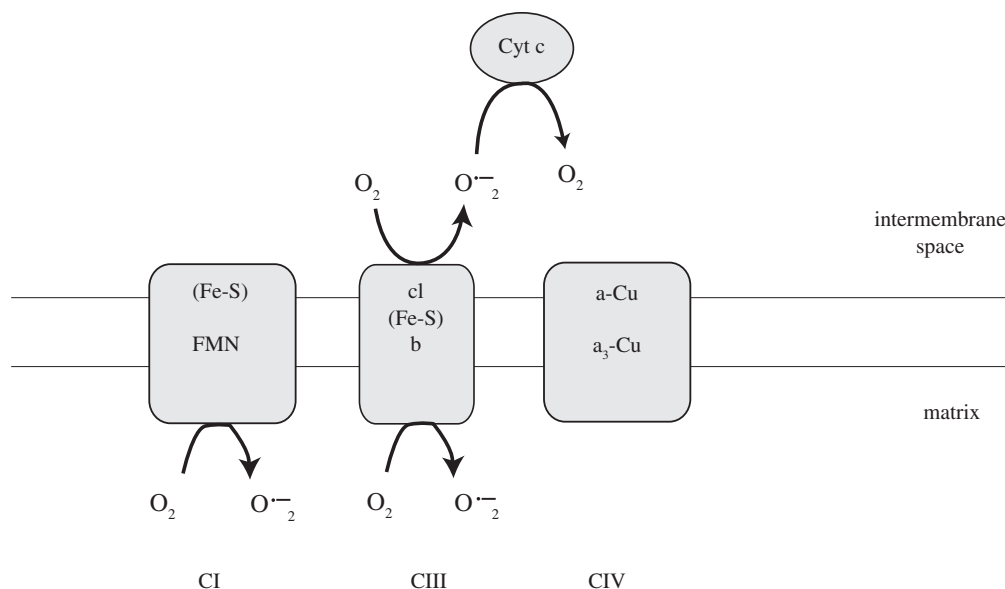 Cyt c
O₂
O·−₂
O₂
intermembrane
space
(Fe-S)
FMN
cl
(Fe-S)
b
a-Cu
a₃-Cu
matrix
O₂
O·−₂
O₂
O·−₂
CI
CIII
CIV